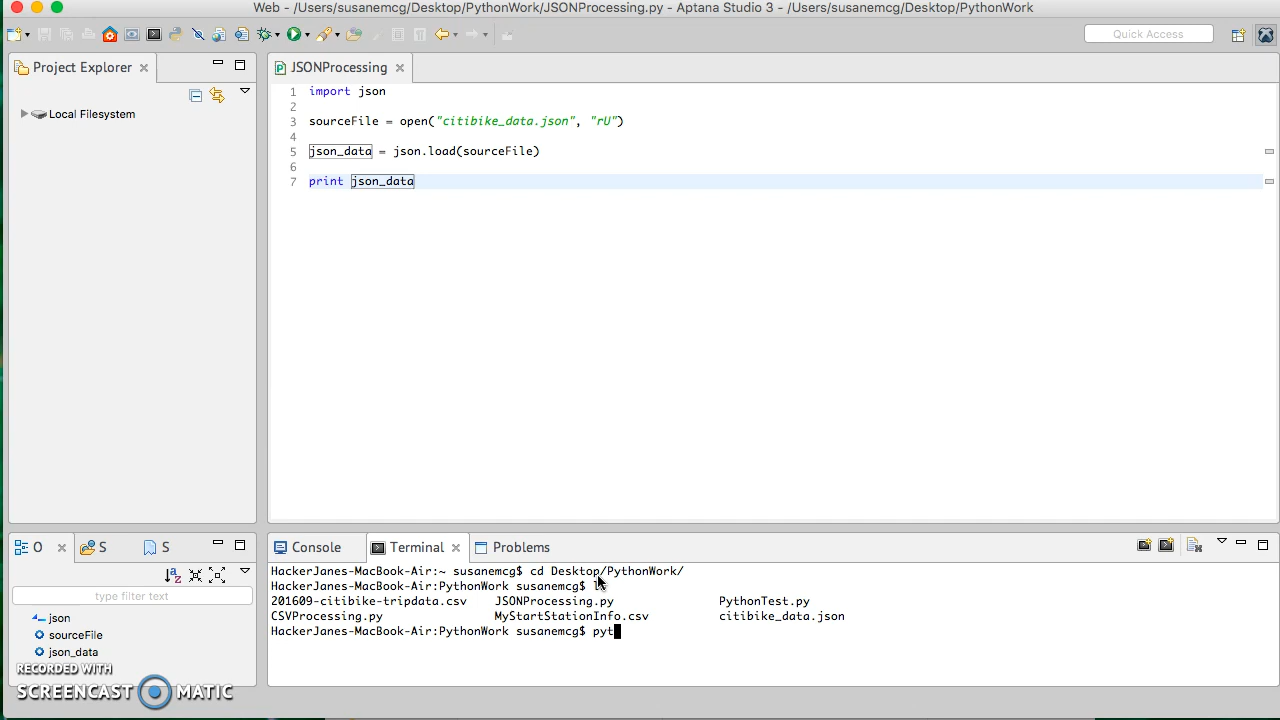 Web - /Users/susanemcg/Desktop/PythonWork/JSONProcessing.py - Aptana Studio 3 - /Users/susanemcg/Desktop/PythonWork
Quick Access
Project Explorer
JSONProcessing
Local Filesystem
1 import json
2
3 sourceFile = open("citibike_data.json", "rU")
4
5 json_data = json.load(sourceFile)
6
7 print json_data
O
S
S
type filter text
json
sourceFile
json_data
Console
Terminal
Problems
HackerJanes-MacBook-Air:~ susanemcg$ cd Desktop/PythonWork/
HackerJanes-MacBook-Air:PythonWork susanemcg$
201609-citibike-tripdata.csv JSONProcessing.py PythonTest.py
CSVProcessing.py MyStartStationInfo.csv citibike_data.json
HackerJanes-MacBook-Air:PythonWork susanemcg$ pyt
RECORDED WITH
SCREENCAST MATIC